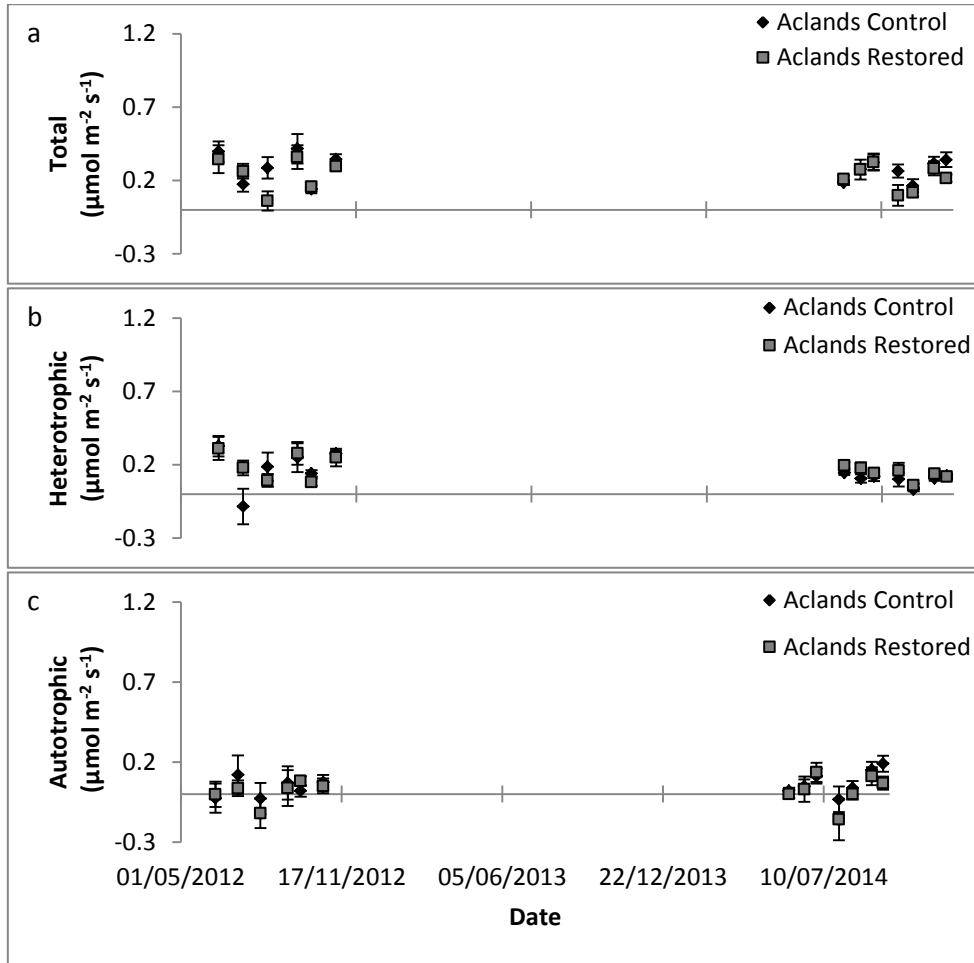 a
Aclands Control
Aclands Restored
Total
(μmol m⁻² s⁻¹)
1.2
0.7
0.2
-0.3
b
Aclands Control
Aclands Restored
Heterotrophic
(μmol m⁻² s⁻¹)
1.2
0.7
0.2
-0.3
c
Aclands Control
Aclands Restored
Autotrophic
(μmol m⁻² s⁻¹)
1.2
0.7
0.2
-0.3
01/05/2012 17/11/2012 05/06/2013 22/12/2013 10/07/2014
Date